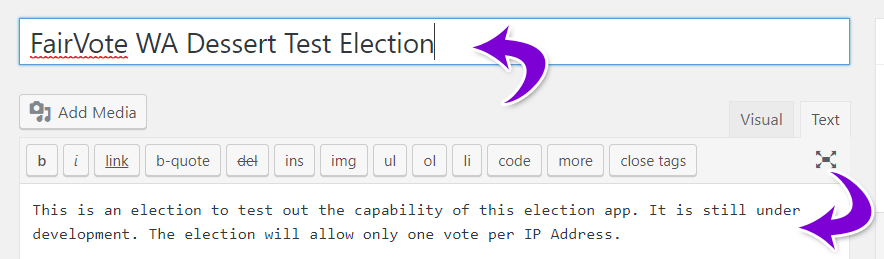 FairVote WA Dessert Test Election
Add Media
Visual Text
b i link b-quote del ins img ul ol li code more close tags
This is an election to test out the capability of this election app. It is still under
development. The election will allow only one vote per IP Address.